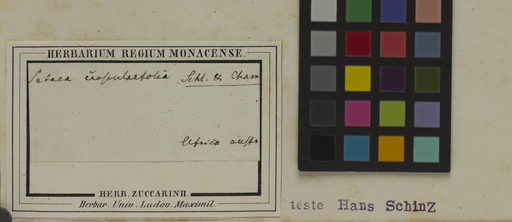 HERBARIUM REGIUM MONACENSE
Sebaea crassulaefolia Schl. & Cham
Africa austr
HERB. ZUCCARINII
Herbar. Univ. Ludov. Maximil.
teste Hans Schinz